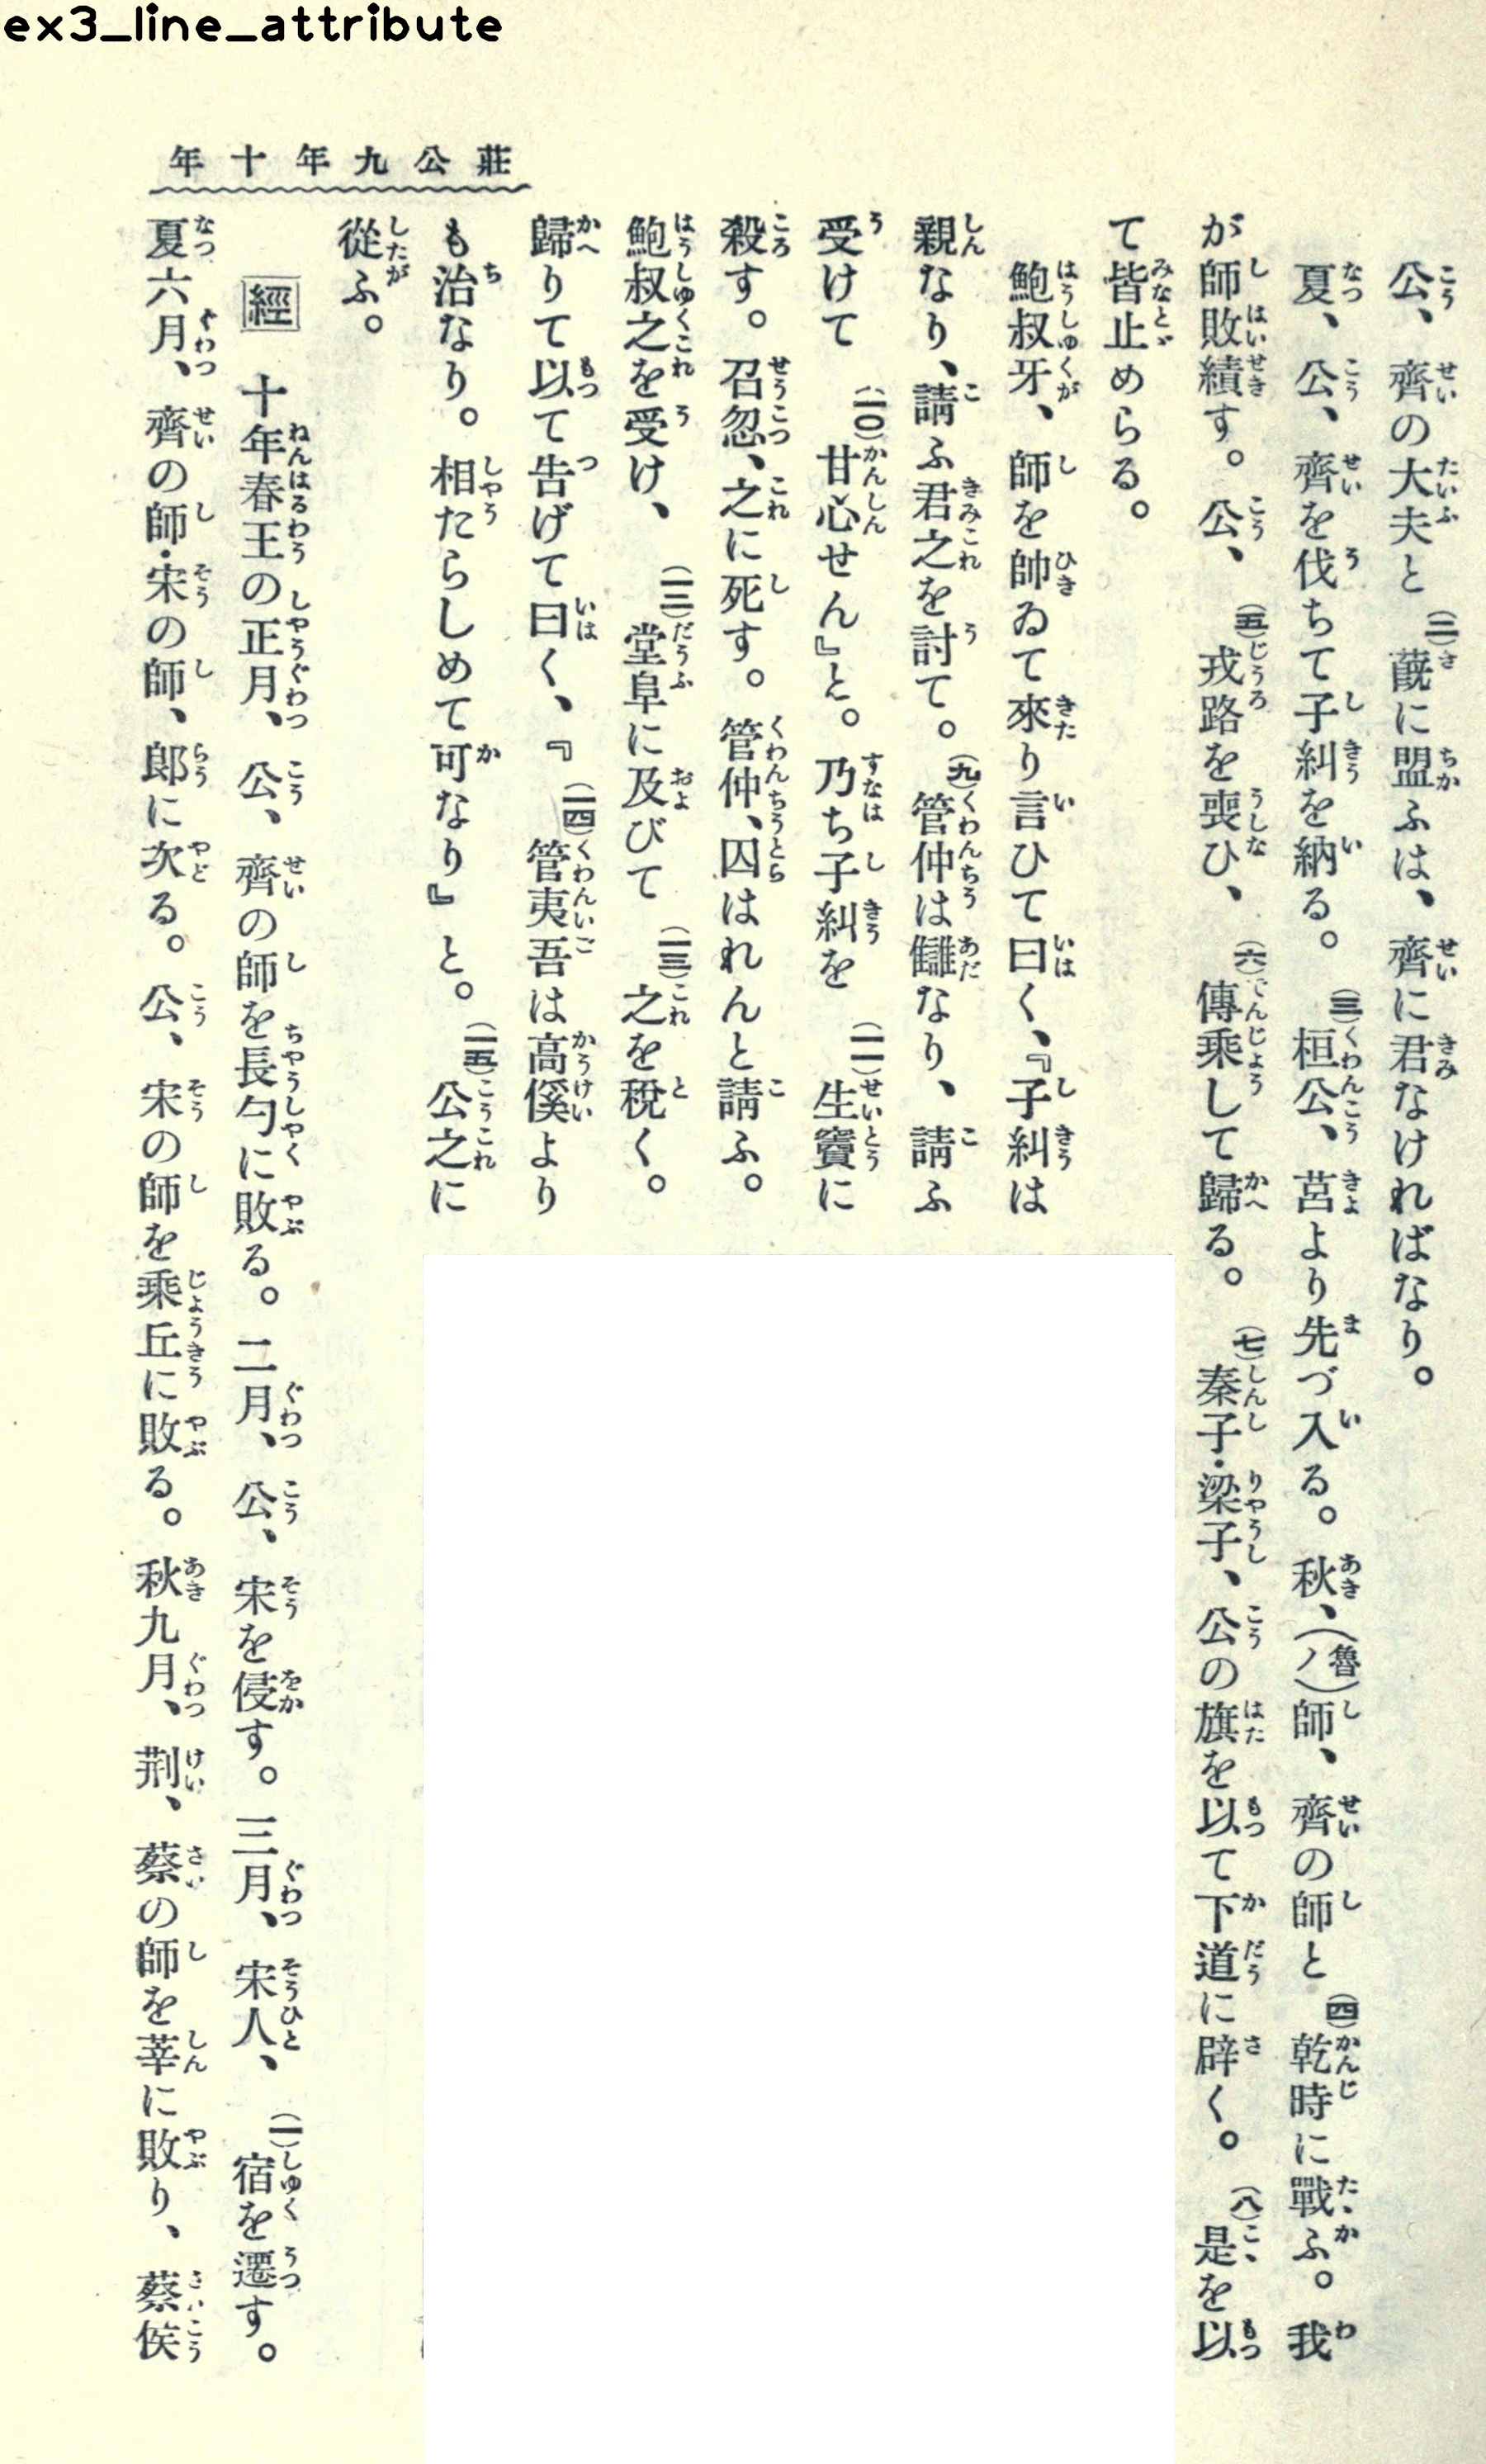 ex3_line_attribute
莊公九年十年
公、齊の大夫と(二)蔇に盟ふは、齊に君なければなり。
夏、公、齊を伐ちて子糾を納る。(三)桓公、莒より先づ入る。秋、(魯ノ)師、齊の師と(四)乾時に戰ふ。我
が師敗績す。公、(五)戎路を喪ひ、(六)傳乘して歸る。(七)秦子・梁子、公の旗を以て下道に辟く。(八)是を以
て皆止めらる。
鮑叔牙、師を帥ゐて來り言ひて曰く、『子糾は
親なり、請ふ君之を討て。(九)管仲は讎なり、請ふ
受けて(一〇)甘心せん』と。乃ち子糾を(一一)生竇に
殺す。召忽、之に死す。管仲、囚はれんと請ふ。
鮑叔之を受け、(一二)堂阜に及びて(一三)之を稅く。
歸りて以て告げて曰く、『(一四)管夷吾は高傒より
も治なり。相たらしめて可なり』と。(一五)公之に
從ふ。
經 十年春王の正月、公、齊の師を長勺に敗る。二月、公、宋を侵す。三月、宋人、(一)宿を遷す。
夏六月、齊の師・宋の師、郎に次る。公、宋の師を乘丘に敗る。秋九月、荆、蔡の師を莘に敗り、蔡侯